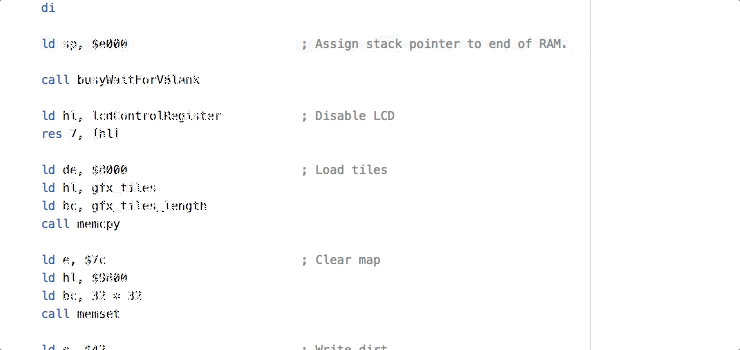 di
ld sp, $e000 ; Assign stack pointer to end of RAM.
call busyWaitForVBlank
ld hl, lcdControlRegister ; Disable LCD
res 7, [hl]
ld de, $8000 ; Load tiles
ld hl, gfx_tiles
ld bc, gfx_tiles_length
call memcpy
ld e, $7c ; Clear map
ld hl, $9800
ld bc, 32 * 32
call memset
ld e, $42 ; Write dirt